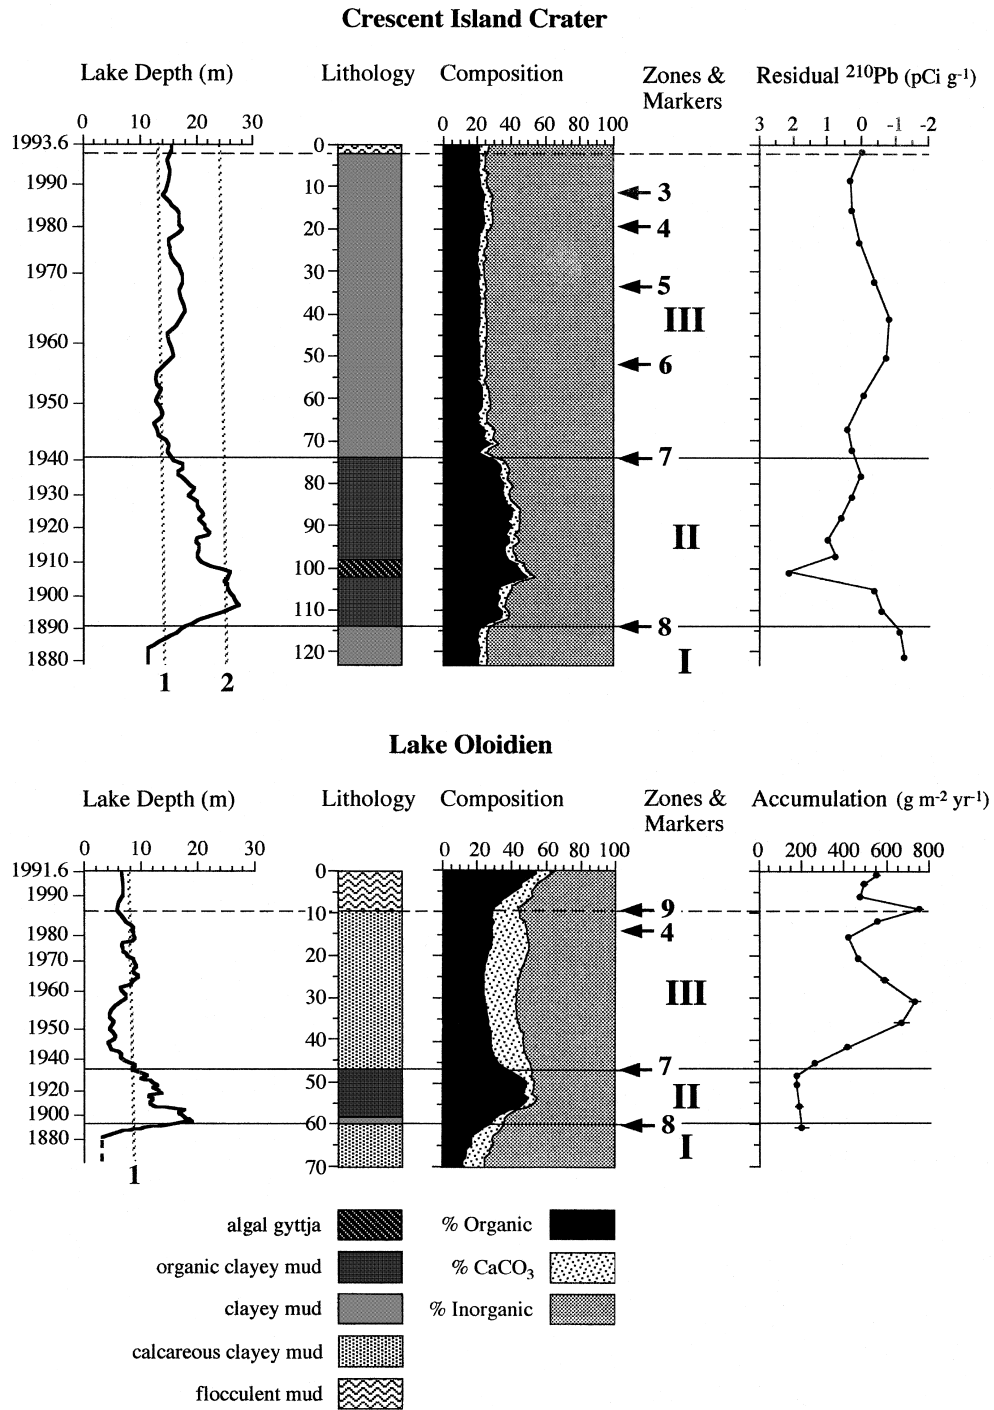 Crescent Island Crater
Lake Depth (m) Lithology Composition Zones & Markers Residual ²¹⁰Pb (pCi g⁻¹)
0 10 20 30 0 20 40 60 80 100 3 2 1 0 -1 -2
1993.6 0
1990 10 3
1980 20 4
1970 30 5
40 III
1960 50 6
1950 60
70
1940 7
1930 80
1920 90 II
1910 100
1900 110
1890 8
1880 120 I
1 2
Lake Oloidien
Lake Depth (m) Lithology Composition Zones & Markers Accumulation (g m⁻² yr⁻¹)
0 10 20 30 0 20 40 60 80 100 0 200 400 600 800
1991.6 0
1990 10 9
1980 4
1970 20
1960 30 III
1950 40
1940 7
1920 50 II
1900 60 8
1880 I
70
1
algal gyttja % Organic
organic clayey mud % CaCO₃
clayey mud % Inorganic
calcareous clayey mud
flocculent mud